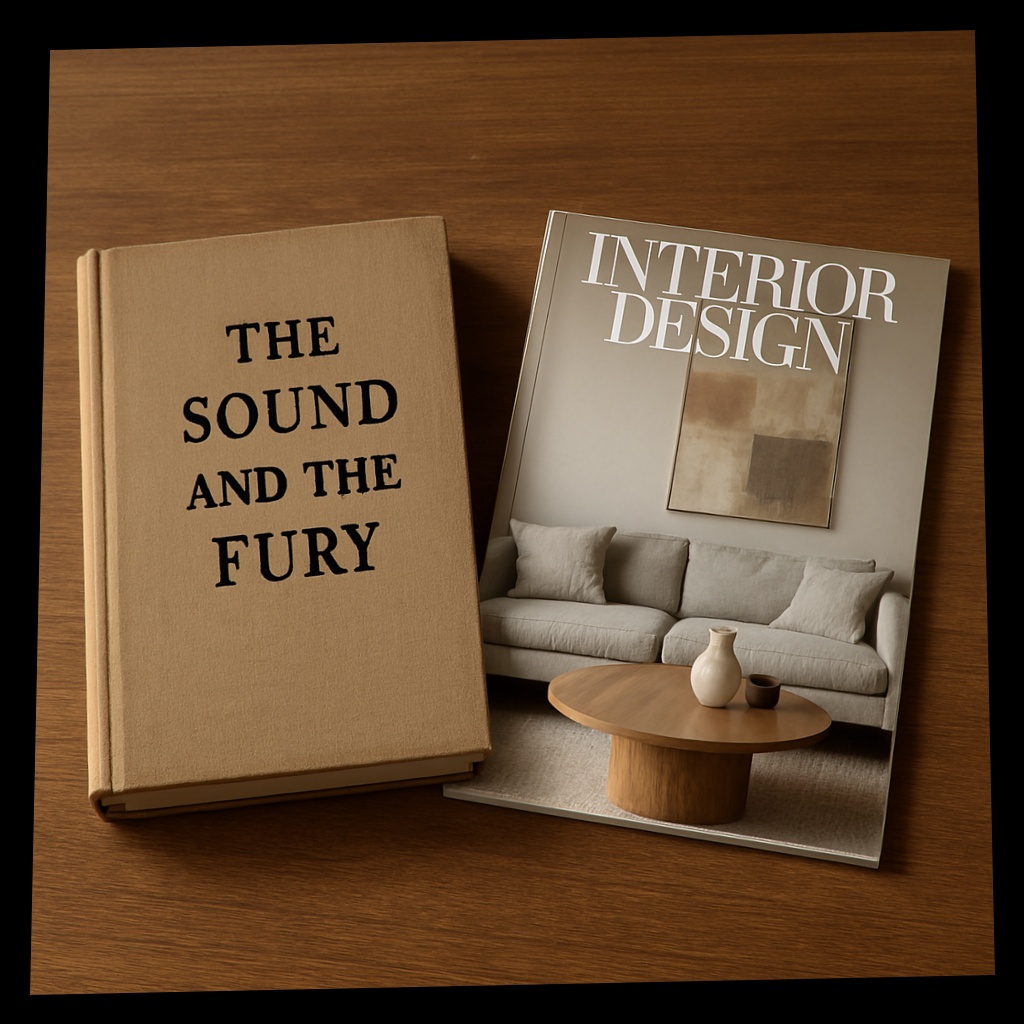 THE
SOUND
AND THE
FURY
INTERIOR
DESIGN